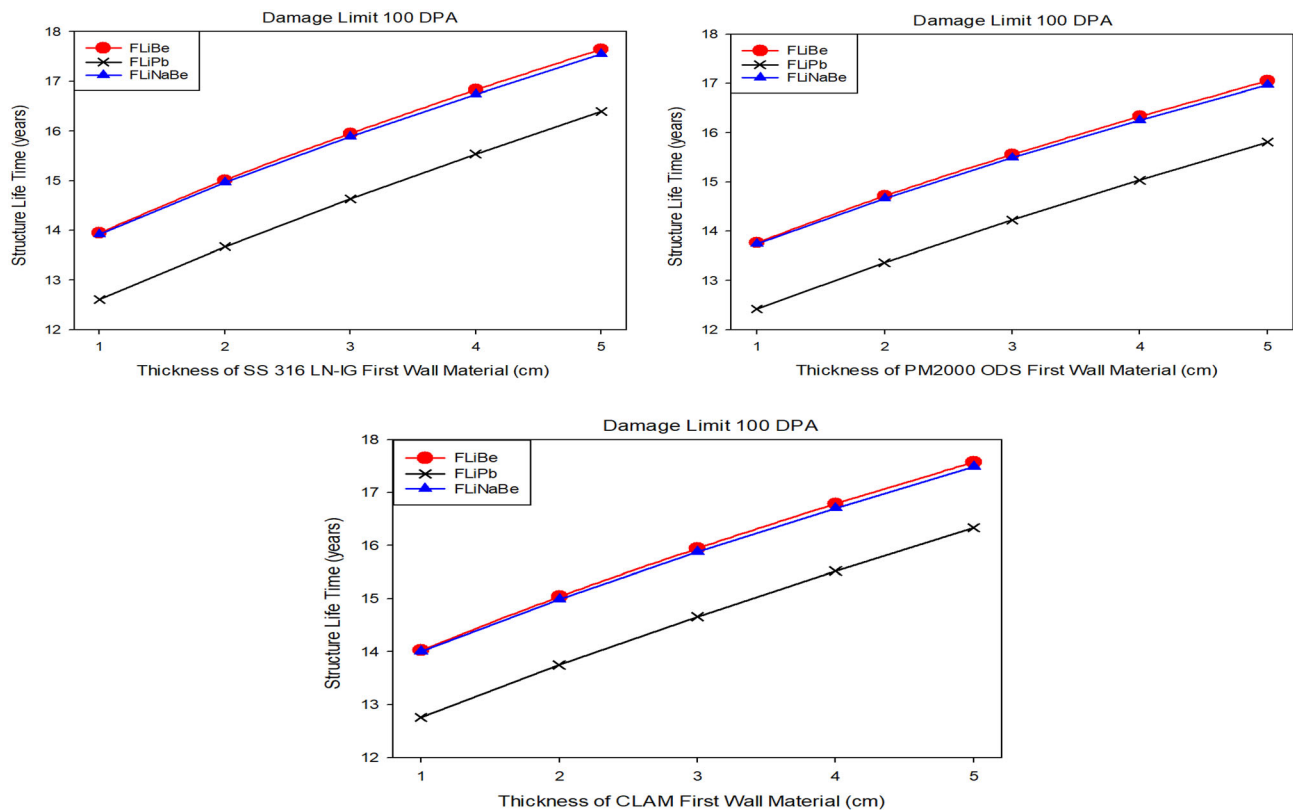 Damage Limit 100 DPA
18
17
16
15
14
13
12
Structure Life Time (years)
FLiBe
FLiPb
FLiNaBe
1 2 3 4 5
Thickness of SS 316 LN-IG First Wall Material (cm)
Damage Limit 100 DPA
18
17
16
15
14
13
12
Structure Life Time (years)
FLiBe
FLiPb
FLiNaBe
1 2 3 4 5
Thickness of PM2000 ODS First Wall Material (cm)
Damage Limit 100 DPA
18
17
16
15
14
13
12
Structure Life Time (years)
FLiBe
FLiPb
FLiNaBe
1 2 3 4 5
Thickness of CLAM First Wall Material (cm)